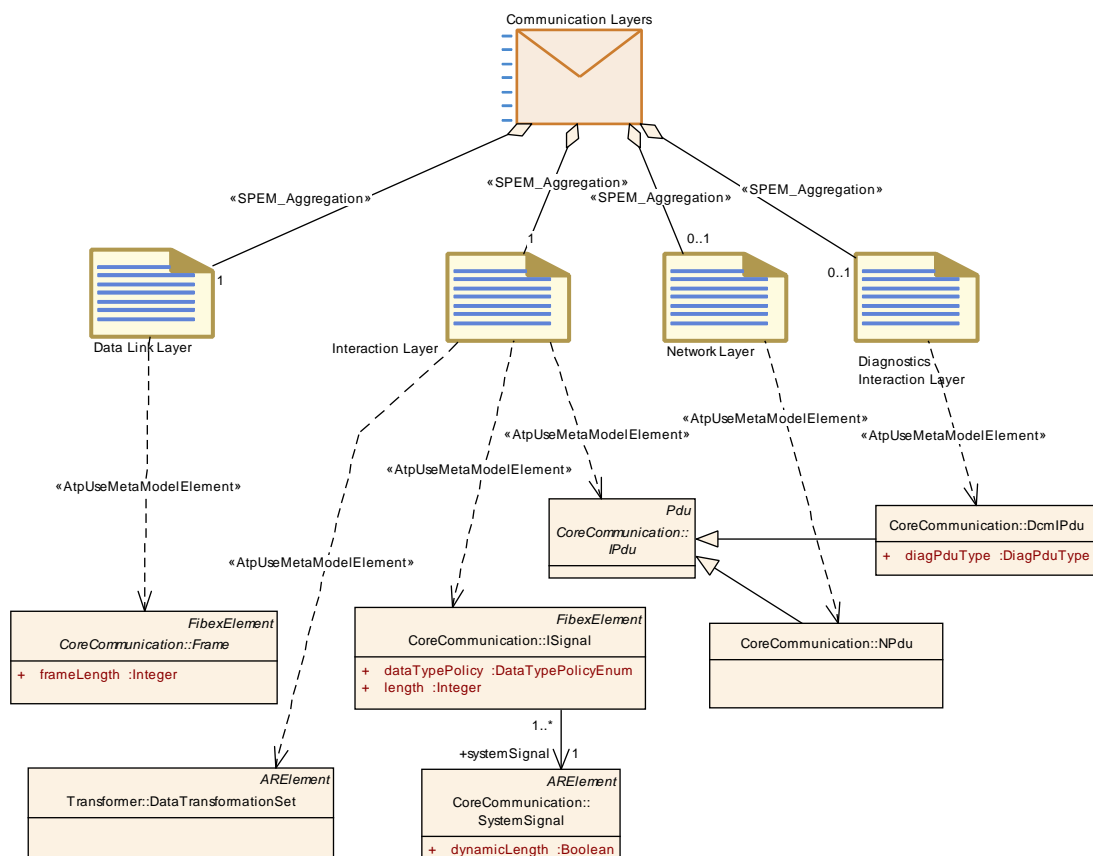 Communication Layers
«SPEM_Aggregation»
«SPEM_Aggregation»
«SPEM_Aggregation»
«SPEM_Aggregation»
1
1
0..1
0..1
Data Link Layer
Interaction Layer
Network Layer
Diagnostics
Interaction Layer
«AtpUseMetaModelElement»
«AtpUseMetaModelElement»
«AtpUseMetaModelElement»
«AtpUseMetaModelElement»
«AtpUseMetaModelElement»
«AtpUseMetaModelElement»
Pdu
CoreCommunication::
IPdu
CoreCommunication::DcmIPdu
+ diagPduType :DiagPduType
FibexElement
CoreCommunication::Frame
+ frameLength :Integer
FibexElement
CoreCommunication::ISignal
+ dataTypePolicy :DataTypePolicyEnum
+ length :Integer
CoreCommunication::NPdu
1..*
+systemSignal
1
ARElement
Transformer::DataTransformationSet
ARElement
CoreCommunication::
SystemSignal
+ dynamicLength :Boolean